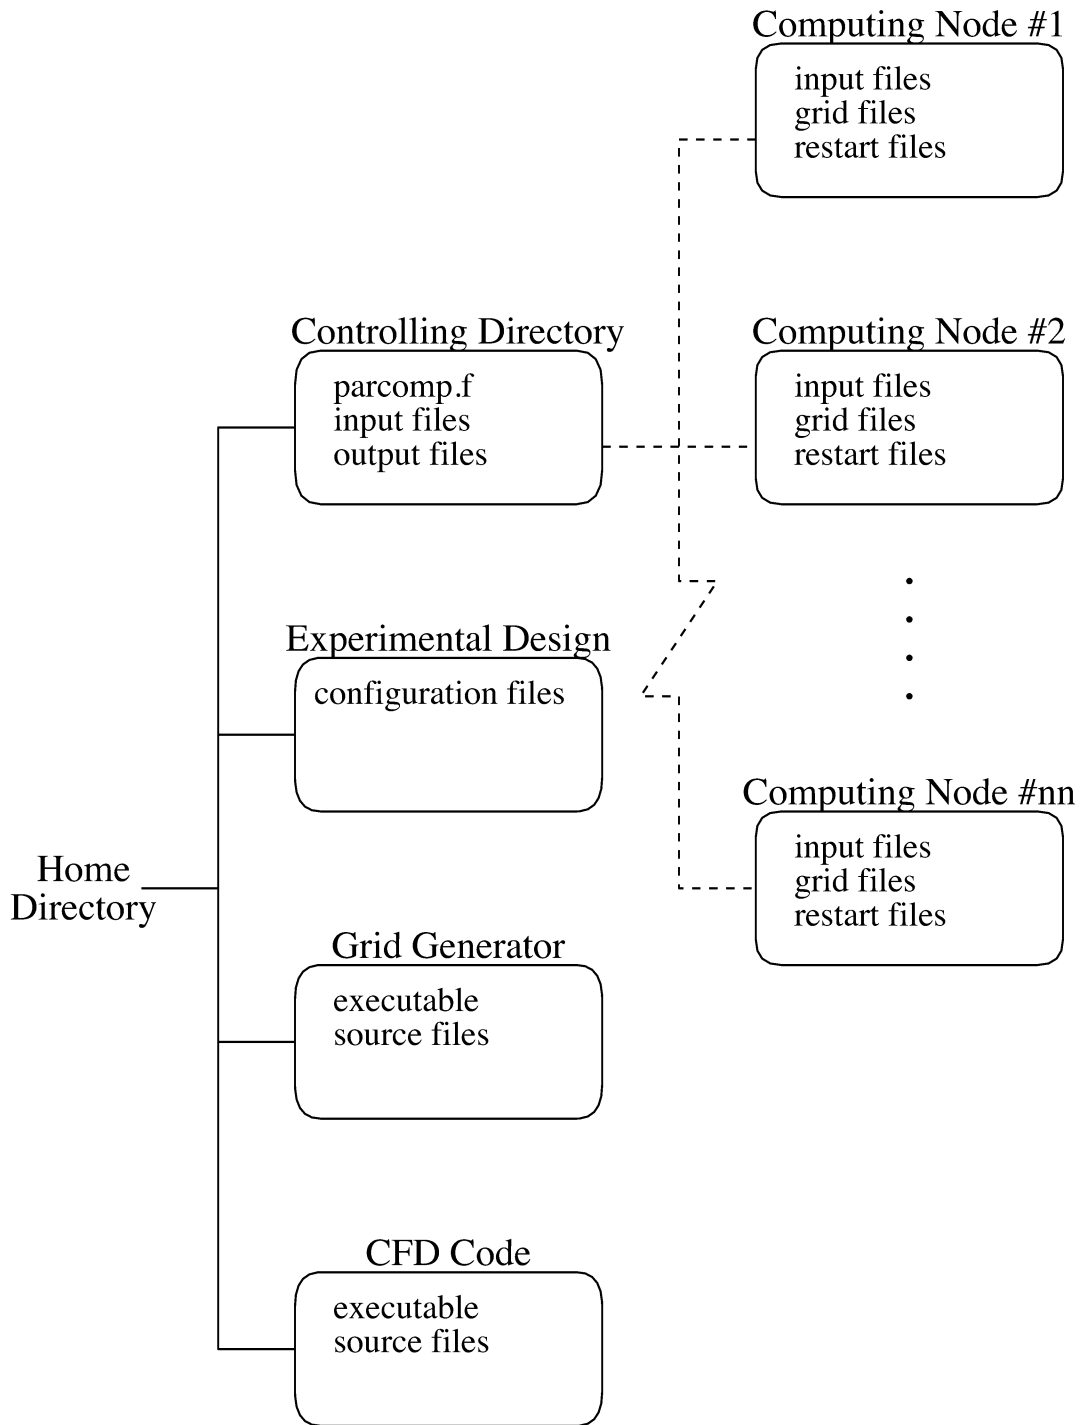 Computing Node #1
input files
grid files
restart files
Controlling Directory
parcomp.f
input files
output files
Computing Node #2
input files
grid files
restart files
Experimental Design
configuration files
Computing Node #nn
input files
grid files
restart files
Home
Directory
Grid Generator
executable
source files
CFD Code
executable
source files